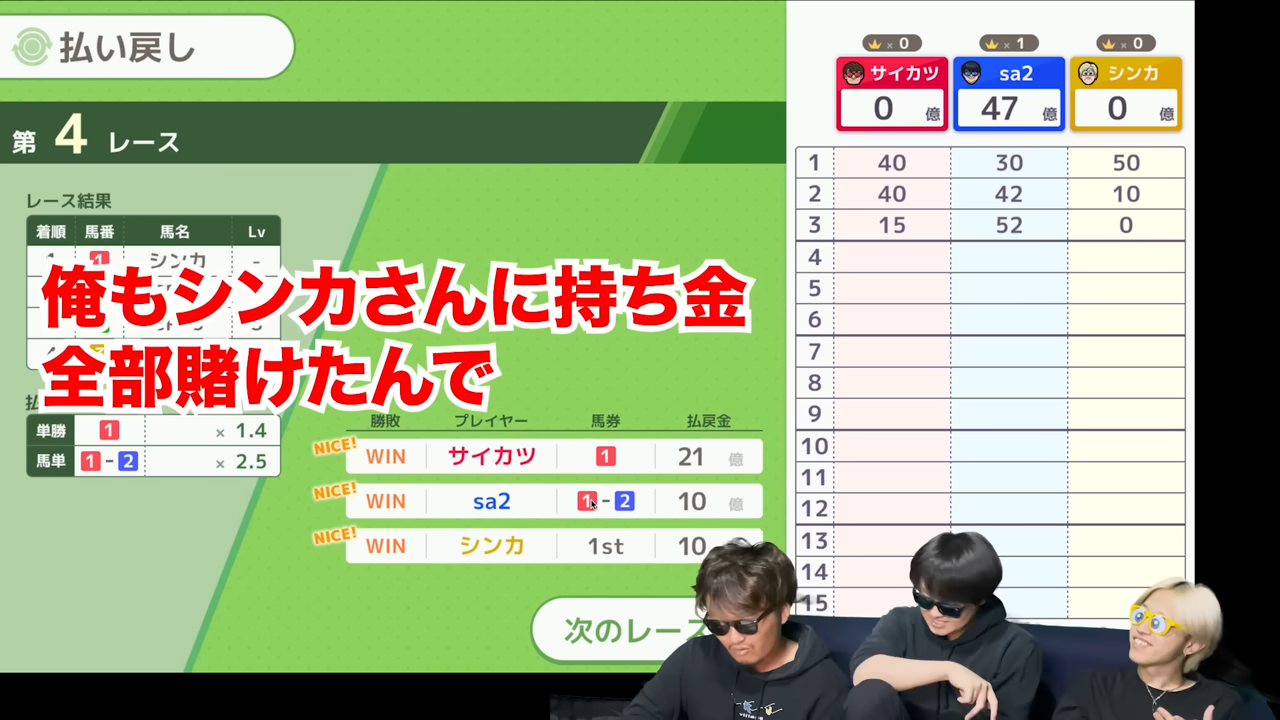 払い戻し
第 4 レース
レース結果
着順 馬番 馬名 Lv
1 シンカ -
俺もシンカさんに持ち金
全部賭けたんで
単勝 1 × 1.4
馬単 1 - 2 × 2.5
勝敗 プレイヤー 馬券 払戻金
NICE! WIN サイカツ 1 21 億
NICE! WIN sa2 1 - 2 10 億
NICE! WIN シンカ 1st 10
次のレース
× 0 × 1 × 0
サイカツ sa2 シンカ
0 億 47 億 0 億
1 40 30 50
2 40 42 10
3 15 52 0
4
5
6
7
8
9
10
11
12
13
14
15